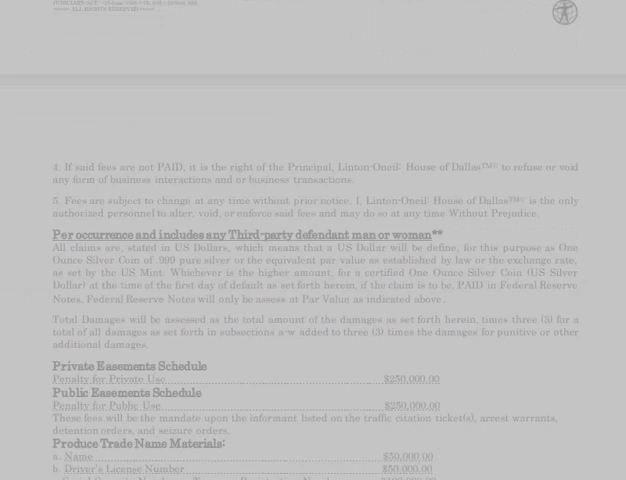 **** ALL RIGHTS RESERVED ****
4. If said fees are not PAID, it is the right of the Principal, Linton-Oneil: House of Dallas™© to refuse or void
any form of business interactions and or business transactions.
5. Fees are subject to change at any time without prior notice. I, Linton-Oneil: House of Dallas™© is the only
authorized personnel to alter, void, or enforce said fees and may do so at any time Without Prejudice.
Per occurrence and includes any Third-party defendant man or woman**
All claims are, stated in US Dollars, which means that a US Dollar will be define, for this purpose as One
Ounce Silver Coin of .999 pure silver or the equivalent par value as established by law or the exchange rate,
as set by the US Mint. Whichever is the higher amount, for a certified One Ounce Silver Coin (US Silver
Dollar) at the time of the first day of default as set forth herein, if the claim is to be, PAID in Federal Reserve
Notes, Federal Reserve Notes will only be assess at Par Value as indicated above.
Total Damages will be assessed as the total amount of the damages as set forth herein, times three (3) for a
total of all damages as set forth in subsections a-w added to three (3) times the damages for punitive or other
additional damages.
Private Easements Schedule
Penalty for Private Use $250,000.00
Public Easements Schedule
Penalty for Public Use $250,000.00
These fees will be the mandate upon the informant listed on the traffic citation ticket(s), arrest warrants,
detention orders, and seizure orders.
Produce Trade Name Materials:
a. Name $50,000.00
b. Driver's License Number $50,000.00